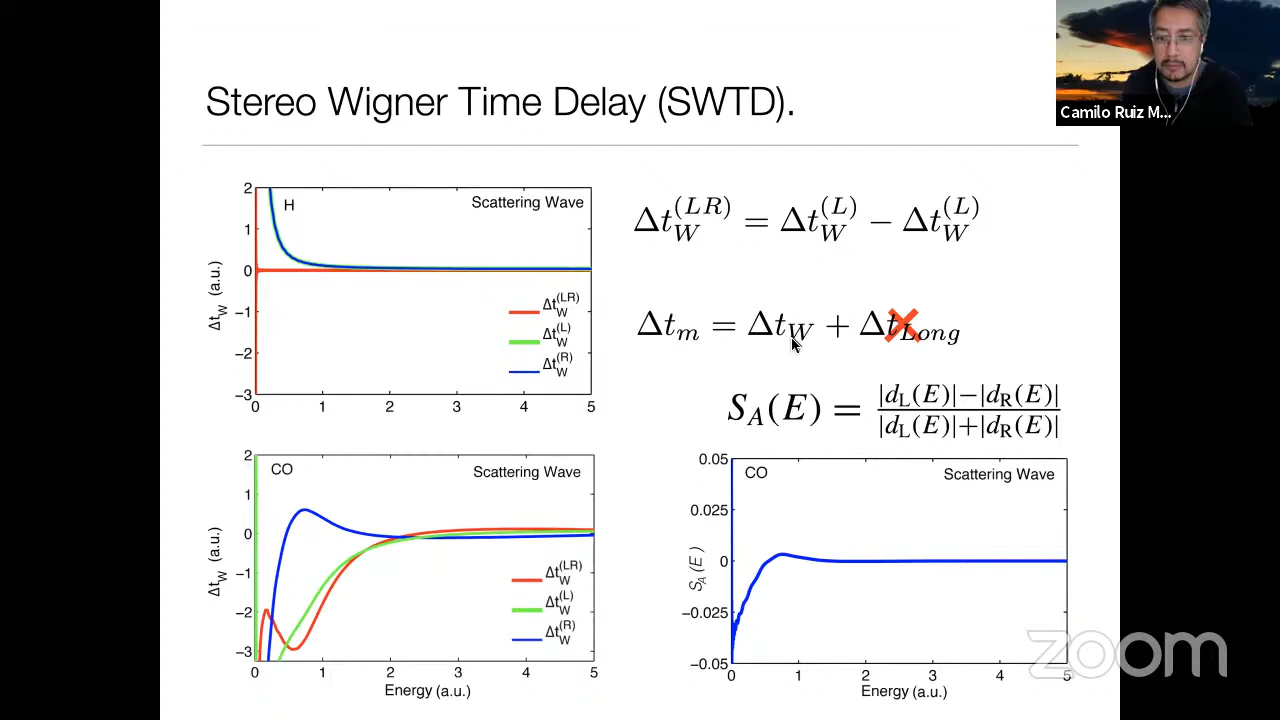 Stereo Wigner Time Delay (SWTD).
Camilo Ruiz M...
H
Scattering Wave
Δt_W (a.u.)
2
1
0
−1
−2
−3
Δt_W^(LR)
Δt_W^(L)
Δt_W^(R)
0 1 2 3 4 5
Δt_W^(LR) = Δt_W^(L) − Δt_W^(L)
Δt_m = Δt_W + Δt_Long
S_A(E) = |d_L(E)|−|d_R(E)| / |d_L(E)|+|d_R(E)|
CO
Scattering Wave
Δt_W (a.u.)
2
1
0
−1
−2
−3
Δt_W^(LR)
Δt_W^(L)
Δt_W^(R)
0 1 2 3 4 5
Energy (a.u.)
CO
Scattering Wave
S_A (E)
0.05
0.025
0
−0.025
−0.05
0 1 2 3 4 5
Energy (a.u.)
zoom